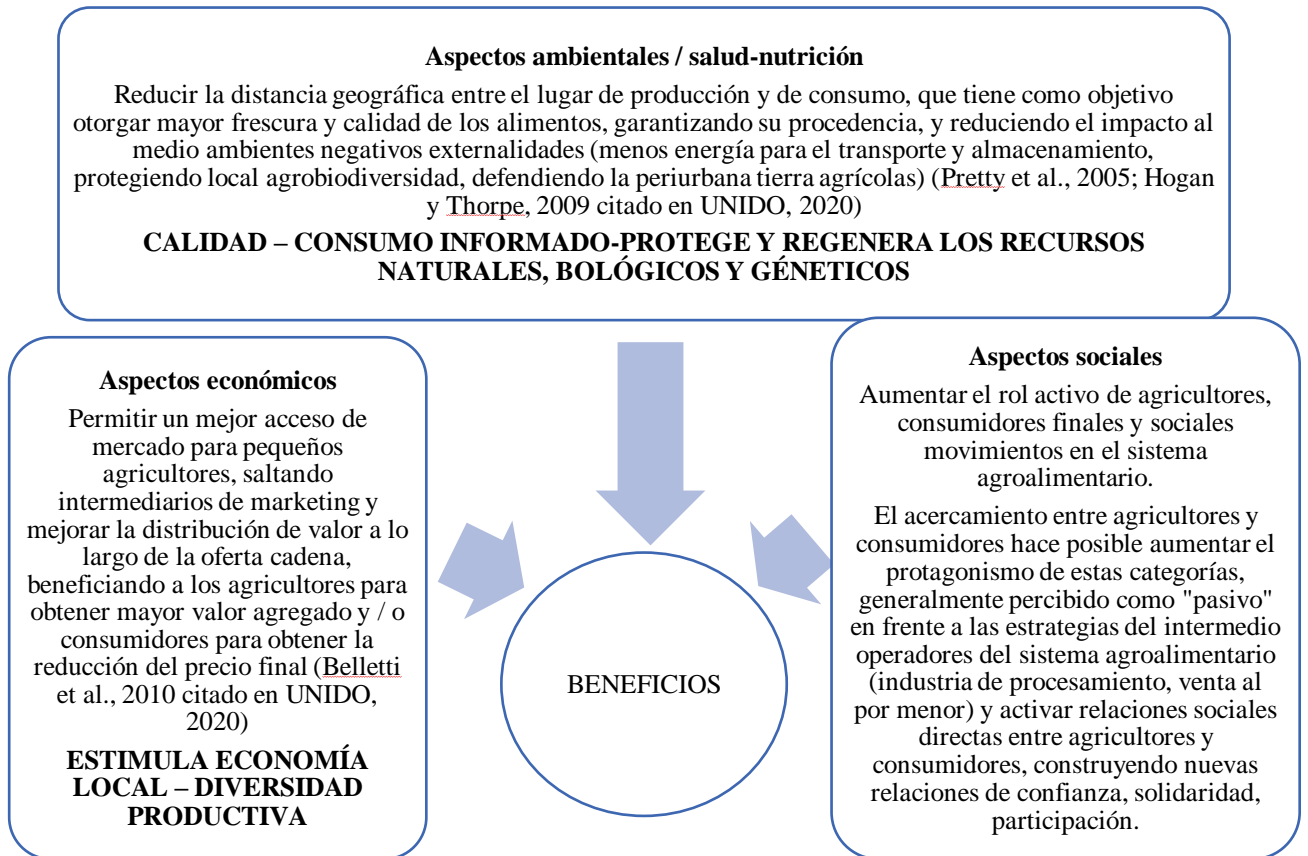 Aspectos ambientales / salud-nutrición
Reducir la distancia geográfica entre el lugar de producción y de consumo, que tiene como objetivo
otorgar mayor frescura y calidad de los alimentos, garantizando su procedencia, y reduciendo el impacto al
medio ambientes negativos externalidades (menos energía para el transporte y almacenamiento,
protegiendo local agrobiodiversidad, defendiendo la periurbana tierra agrícolas) (Pretty et al., 2005; Hogan
y Thorpe, 2009 citado en UNIDO, 2020)
CALIDAD – CONSUMO INFORMADO-PROTEGE Y REGENERA LOS RECURSOS
NATURALES, BOLÓGICOS Y GÉNETICOS
Aspectos económicos
Permitir un mejor acceso de
mercado para pequeños
agricultores, saltando
intermediarios de marketing y
mejorar la distribución de valor a lo
largo de la oferta cadena,
beneficiando a los agricultores para
obtener mayor valor agregado y / o
consumidores para obtener la
reducción del precio final (Belletti
et al., 2010 citado en UNIDO,
2020)
ESTIMULA ECONOMÍA
LOCAL – DIVERSIDAD
PRODUCTIVA
BENEFICIOS
Aspectos sociales
Aumentar el rol activo de agricultores,
consumidores finales y sociales
movimientos en el sistema
agroalimentario.
El acercamiento entre agricultores y
consumidores hace posible aumentar el
protagonismo de estas categorías,
generalmente percibido como "pasivo"
en frente a las estrategias del intermedio
operadores del sistema agroalimentario
(industria de procesamiento, venta al
por menor) y activar relaciones sociales
directas entre agricultores y
consumidores, construyendo nuevas
relaciones de confianza, solidaridad,
participación.